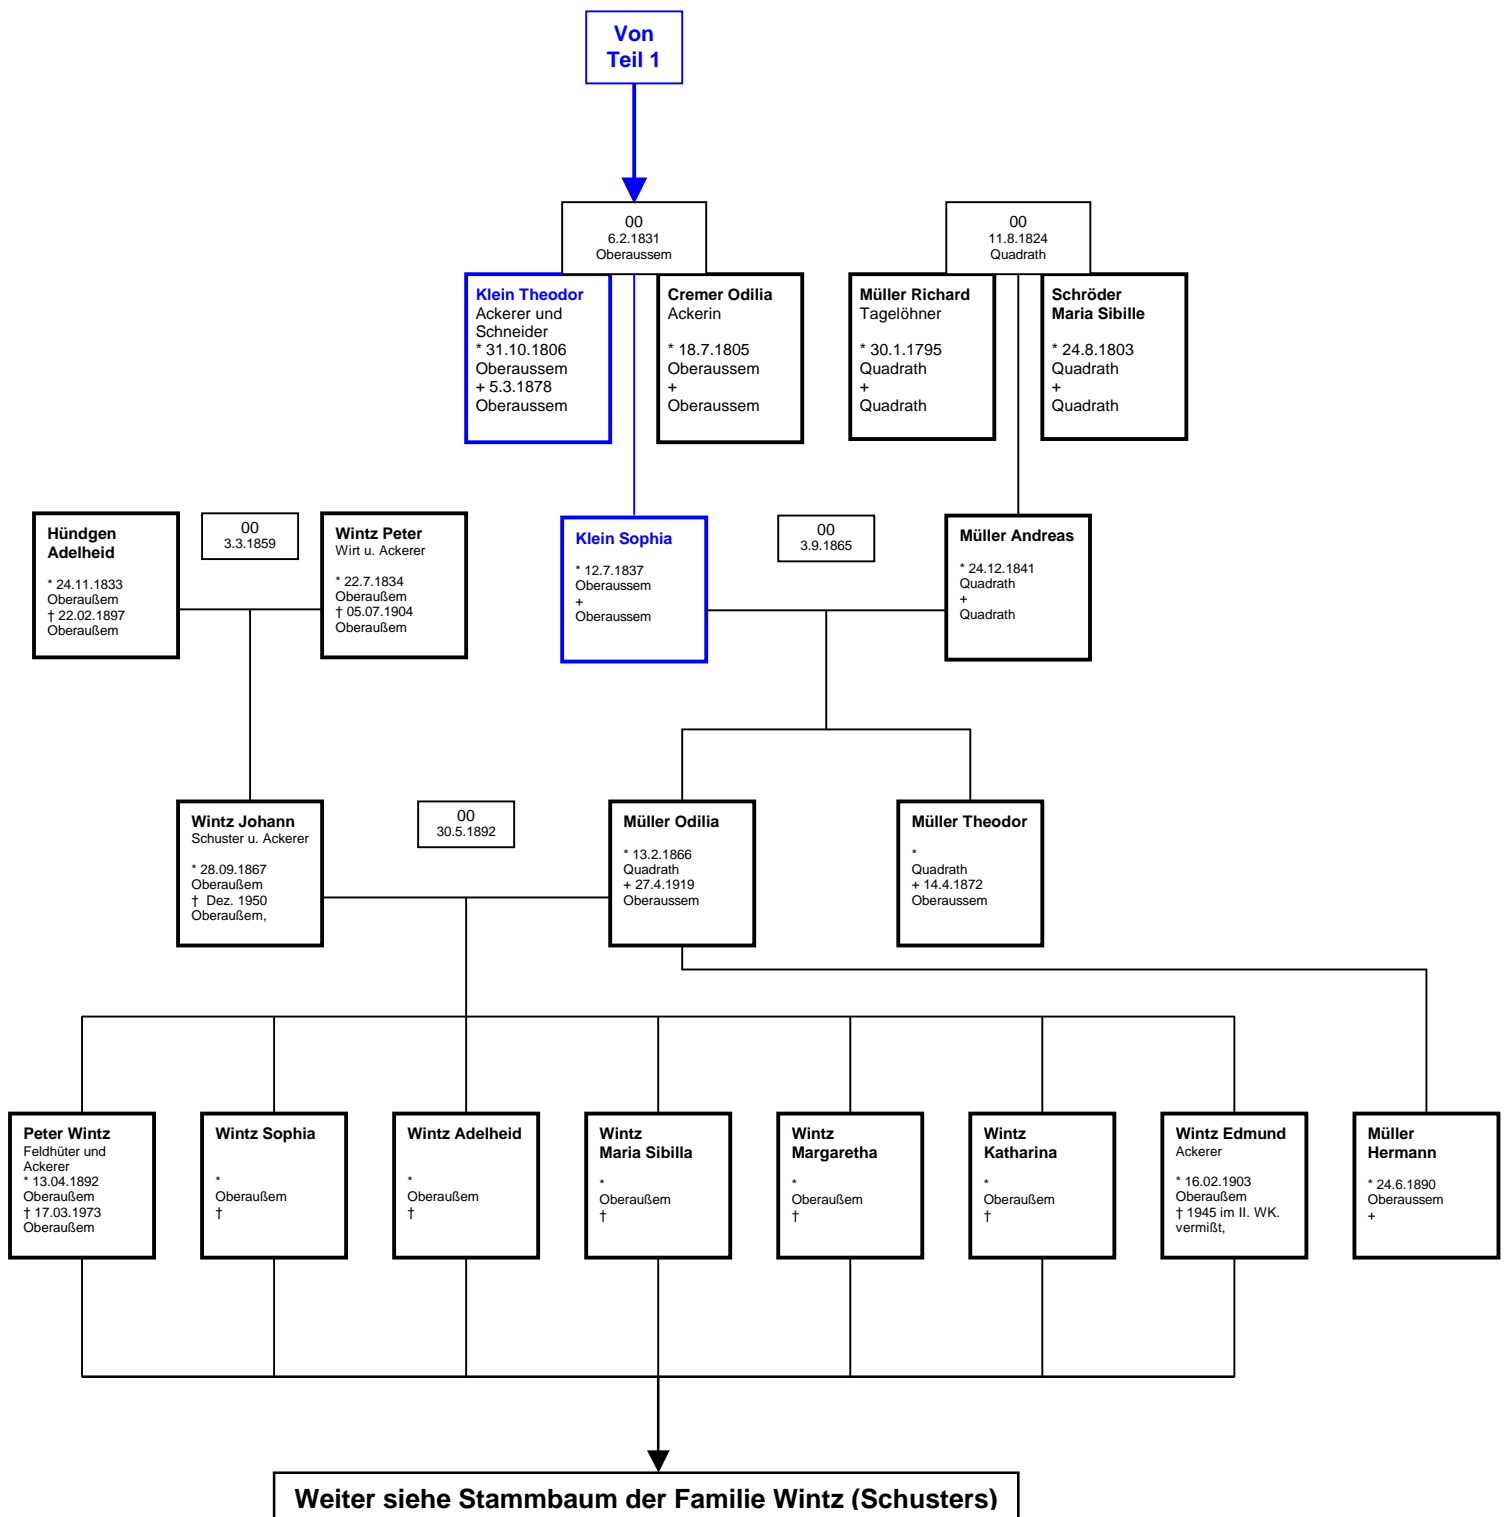 Von
Teil 1
00
6.2.1831
Oberaussem
00
11.8.1824
Quadrath
Klein Theodor
Ackerer und
Schneider
* 31.10.1806
Oberaussem
+ 5.3.1878
Oberaussem
Cremer Odilia
Ackerin
* 18.7.1805
Oberaussem
+
Oberaussem
Müller Richard
Tagelöhner
* 30.1.1795
Quadrath
+
Quadrath
Schröder
Maria Sibille
* 24.8.1803
Quadrath
+
Quadrath
Hündgen
Adelheid
* 24.11.1833
Oberaußem
† 22.02.1897
Oberaußem
00
3.3.1859
Wintz Peter
Wirt u. Ackerer
* 22.7.1834
Oberaußem
† 05.07.1904
Oberaußem
Klein Sophia
* 12.7.1837
Oberaussem
+
Oberaussem
00
3.9.1865
Müller Andreas
* 24.12.1841
Quadrath
+
Quadrath
Wintz Johann
Schuster u. Ackerer
* 28.09.1867
Oberaußem
† Dez. 1950
Oberaußem,
00
30.5.1892
Müller Odilia
* 13.2.1866
Quadrath
+ 27.4.1919
Oberaussem
Müller Theodor
*
Quadrath
+ 14.4.1872
Oberaussem
Peter Wintz
Feldhüter und
Ackerer
* 13.04.1892
Oberaußem
† 17.03.1973
Oberaußem
Wintz Sophia
*
Oberaußem
†
Wintz Adelheid
*
Oberaußem
†
Wintz
Maria Sibilla
*
Oberaußem
†
Wintz
Margaretha
*
Oberaußem
†
Wintz
Katharina
*
Oberaußem
†
Wintz Edmund
Ackerer
* 16.02.1903
Oberaußem
† 1945 im II. WK.
vermißt,
Müller
Hermann
* 24.6.1890
Oberaussem
+
Weiter siehe Stammbaum der Familie Wintz (Schusters)